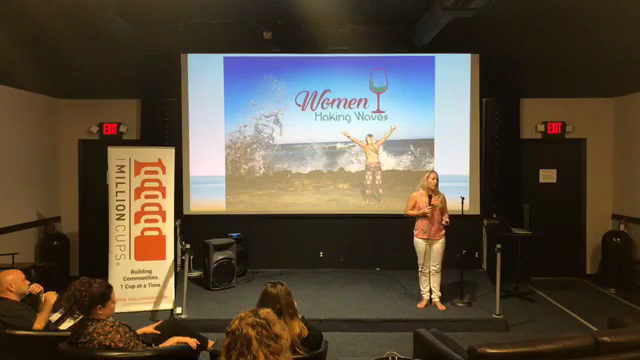 EXIT
Women
Making Waves
EXIT
1 MILLION CUPS
Building
Communities.
1 Cup at a Time.